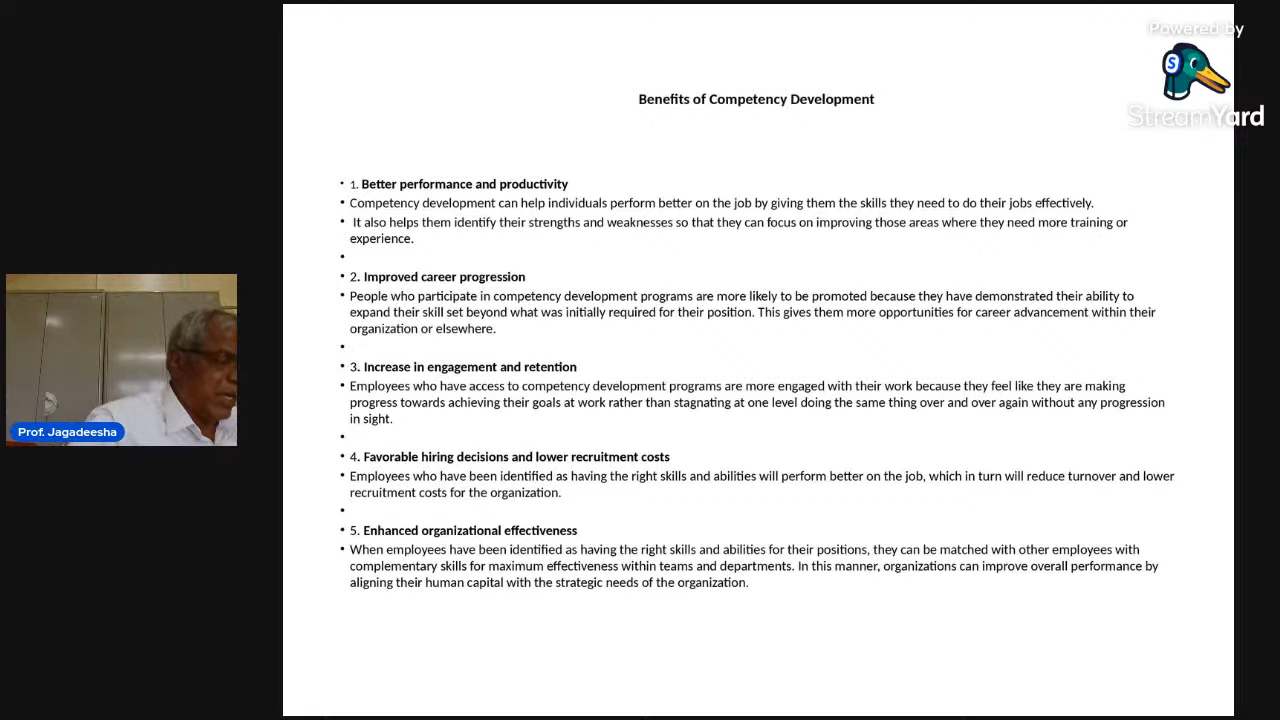 Powered by
StreamYard
Benefits of Competency Development
• 1. Better performance and productivity
• Competency development can help individuals perform better on the job by giving them the skills they need to do their jobs effectively.
• It also helps them identify their strengths and weaknesses so that they can focus on improving those areas where they need more training or
experience.
•
• 2. Improved career progression
• People who participate in competency development programs are more likely to be promoted because they have demonstrated their ability to
expand their skill set beyond what was initially required for their position. This gives them more opportunities for career advancement within their
organization or elsewhere.
•
• 3. Increase in engagement and retention
• Employees who have access to competency development programs are more engaged with their work because they feel like they are making
progress towards achieving their goals at work rather than stagnating at one level doing the same thing over and over again without any progression
in sight.
•
• 4. Favorable hiring decisions and lower recruitment costs
• Employees who have been identified as having the right skills and abilities will perform better on the job, which in turn will reduce turnover and lower
recruitment costs for the organization.
•
• 5. Enhanced organizational effectiveness
• When employees have been identified as having the right skills and abilities for their positions, they can be matched with other employees with
complementary skills for maximum effectiveness within teams and departments. In this manner, organizations can improve overall performance by
aligning their human capital with the strategic needs of the organization.
Prof. Jagadeesha